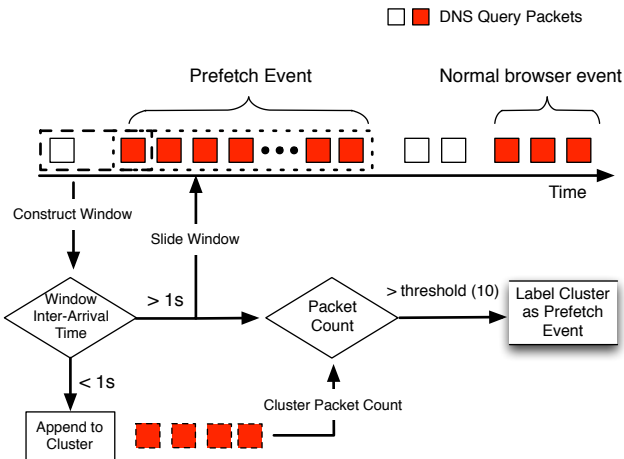 DNS Query Packets
Prefetch Event
Normal browser event
Time
Construct Window
Slide Window
Window
Inter-Arrival
Time
> 1s
Packet
Count
> threshold (10)
Label Cluster
as Prefetch
Event
< 1s
Cluster Packet Count
Append to
Cluster